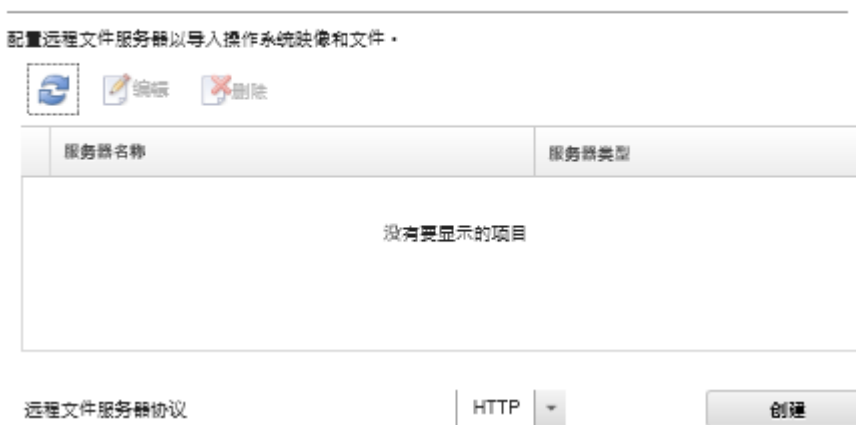 配置远程文件服务器以导入操作系统映像和文件。
编辑 删除
服务器名称 服务器类型
没有要显示的项目
远程文件服务器协议 HTTP 创建